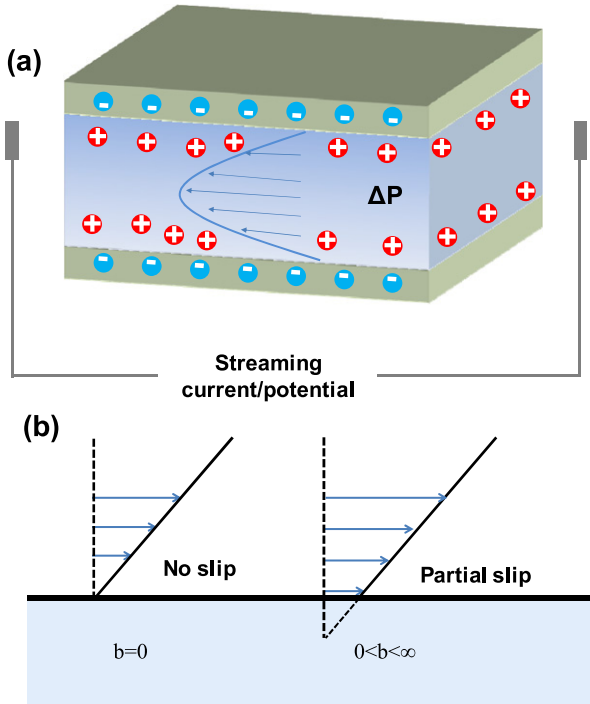 (a)
ΔP
Streaming
current/potential
(b)
No slip
Partial slip
b=0
0<b<∞